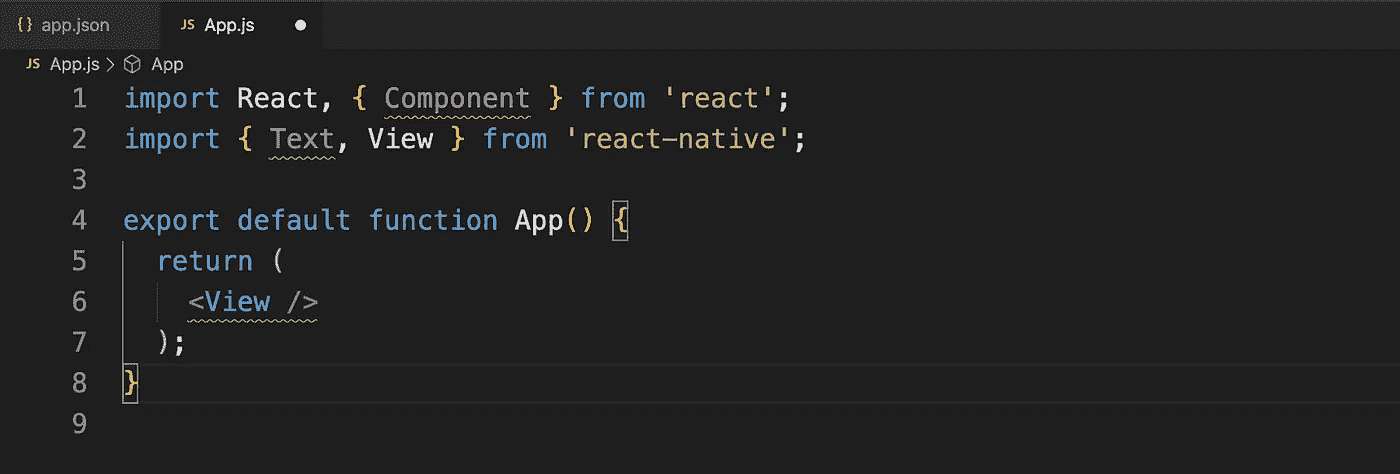 {} app.json JS App.js ●
JS App.js > App
1 import React, { Component } from 'react';
2 import { Text, View } from 'react-native';
3
4 export default function App() {
5   return (
6     <View />
7   );
8 }
9